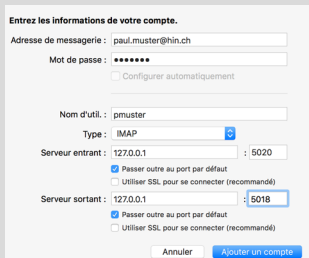 Entrez les informations de votre compte.
Adresse de messagerie : paul.muster@hin.ch
Mot de passe : •••••••
Configurer automatiquement
Nom d'util. : pmuster
Type : IMAP
Serveur entrant : 127.0.0.1 : 5020
Passer outre au port par défaut
Utiliser SSL pour se connecter (recommandé)
Serveur sortant : 127.0.0.1 : 5018
Passer outre au port par défaut
Utiliser SSL pour se connecter (recommandé)
Annuler Ajouter un compte